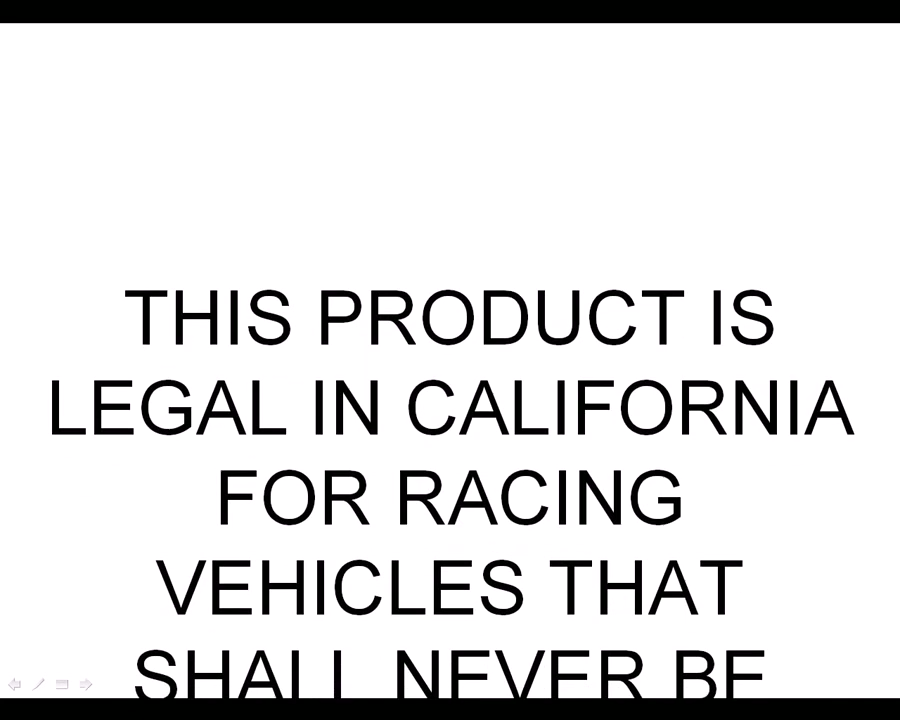 THIS PRODUCT IS
LEGAL IN CALIFORNIA
FOR RACING
VEHICLES THAT
SHALL NEVER BE